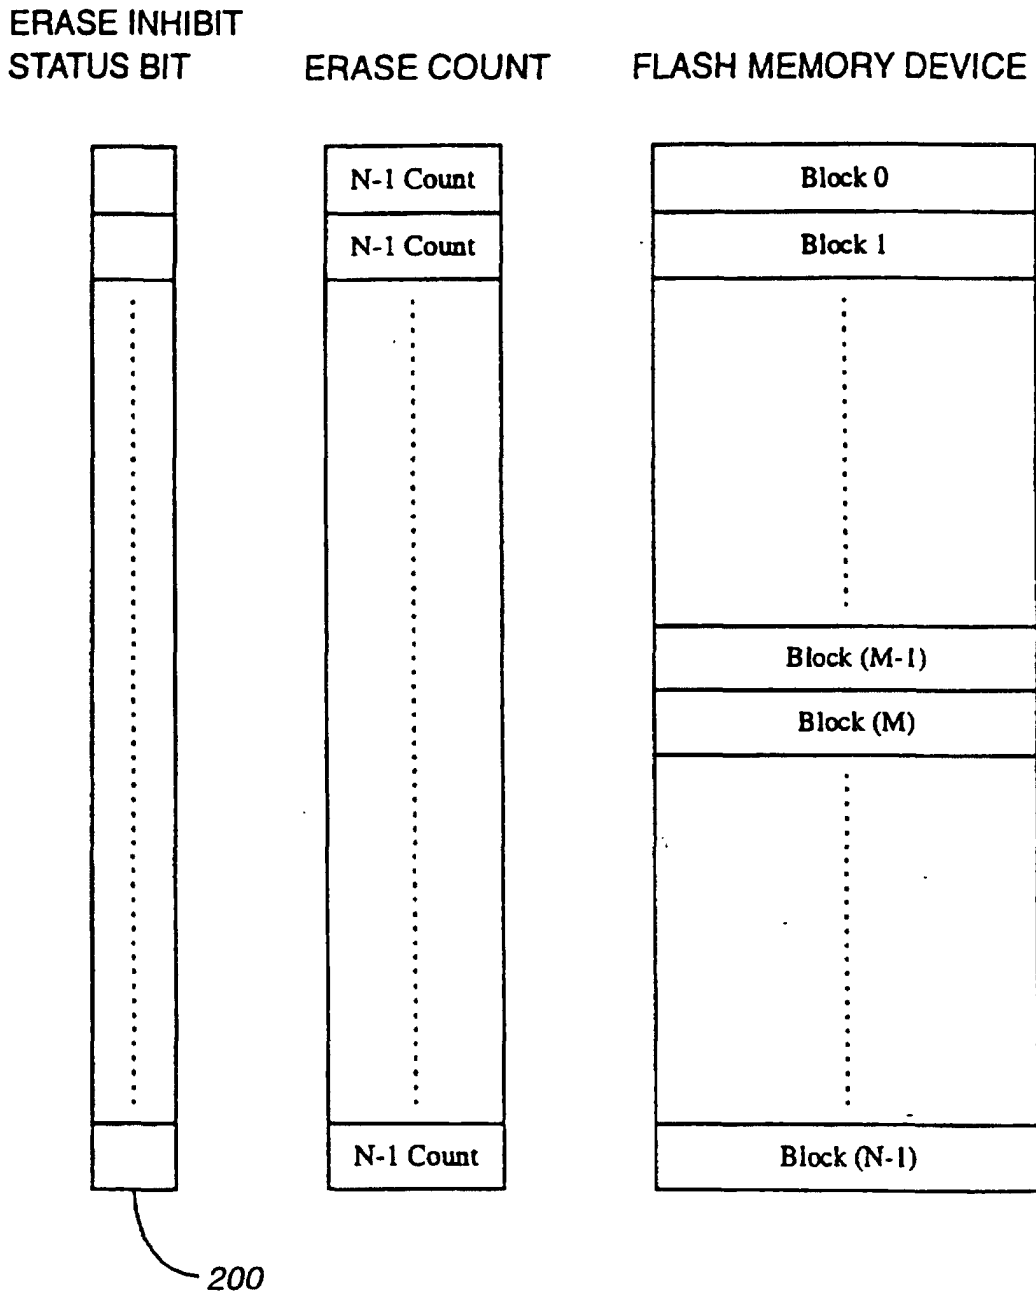 ERASE INHIBIT
STATUS BIT
ERASE COUNT
FLASH MEMORY DEVICE
N-1 Count
Block 0
N-1 Count
Block 1
Block (M-1)
Block (M)
N-1 Count
Block (N-1)
200